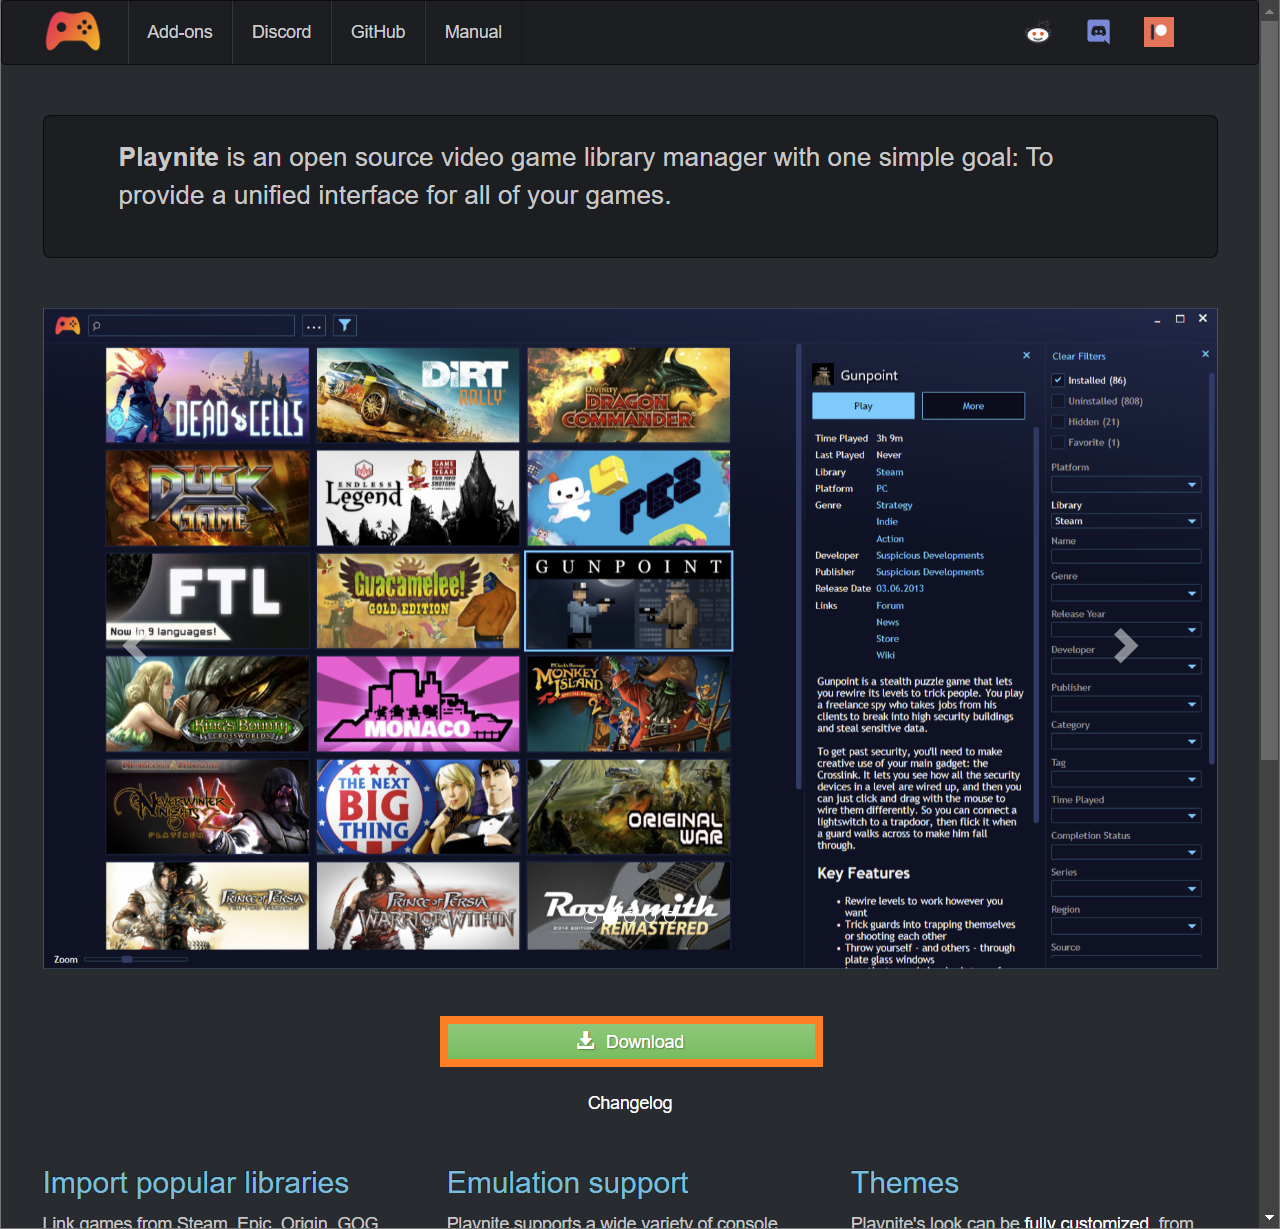 Add-ons Discord GitHub Manual
Playnite is an open source video game library manager with one simple goal: To
provide a unified interface for all of your games.
DEAD CELLS
DiRT
RALLY
DIVINITY
DRAGON
COMMANDER
DUCK
GAME
ENDLESS
Legend
GAME
YEAR
FEZ
FTL
Now in 9 languages!
Guacamelee!
GOLD EDITION
GUNPOINT
King's Bounty
CROSSWORLDS
MONACO
MONKEY
ISLAND
2
SPECIAL EDITION
NEVERWINTER
NIGHTS
2
PLATINUM
THE NEXT
BIG
THING
ORIGINAL
WAR
PRINCE OF PERSIA
THE TWO THRONES
PRINCE OF PERSIA
WARRIOR WITHIN
Rocksmith
2014 EDITION
REMASTERED
Zoom
Gunpoint
Play More
Time Played 3h 9m
Last Played Never
Library Steam
Platform PC
Genre Strategy
Indie
Action
Developer Suspicious Developments
Publisher Suspicious Developments
Release Date 03.06.2013
Links Forum
News
Store
Wiki
Gunpoint is a stealth puzzle game that lets
you rewire its levels to trick people. You play
a freelance spy who takes jobs from his
clients to break into high security buildings
and steal sensitive data.
To get past security, you'll need to make
creative use of your main gadget: the
Crosslink. It lets you see how all the security
devices in a level are wired up, and then you
can just click and drag with the mouse to
wire them differently. So you can connect a
lightswitch to a trapdoor, then flick it when
a guard walks across to make him fall
through.
Key Features
• Rewire levels to work however you
want
• Trick guards into trapping themselves
or shooting each other
• Throw yourself - and others - through
plate glass windows
Clear Filters
Installed (86)
Uninstalled (808)
Hidden (21)
Favorite (1)
Platform
Library
Steam
Name
Genre
Release Year
Developer
Publisher
Category
Tag
Time Played
Completion Status
Series
Region
Source
Download
Changelog
Import popular libraries
Link games from Steam, Epic, Origin, GOG,
Emulation support
Playnite supports a wide variety of console
Themes
Playnite's look can be fully customized, from